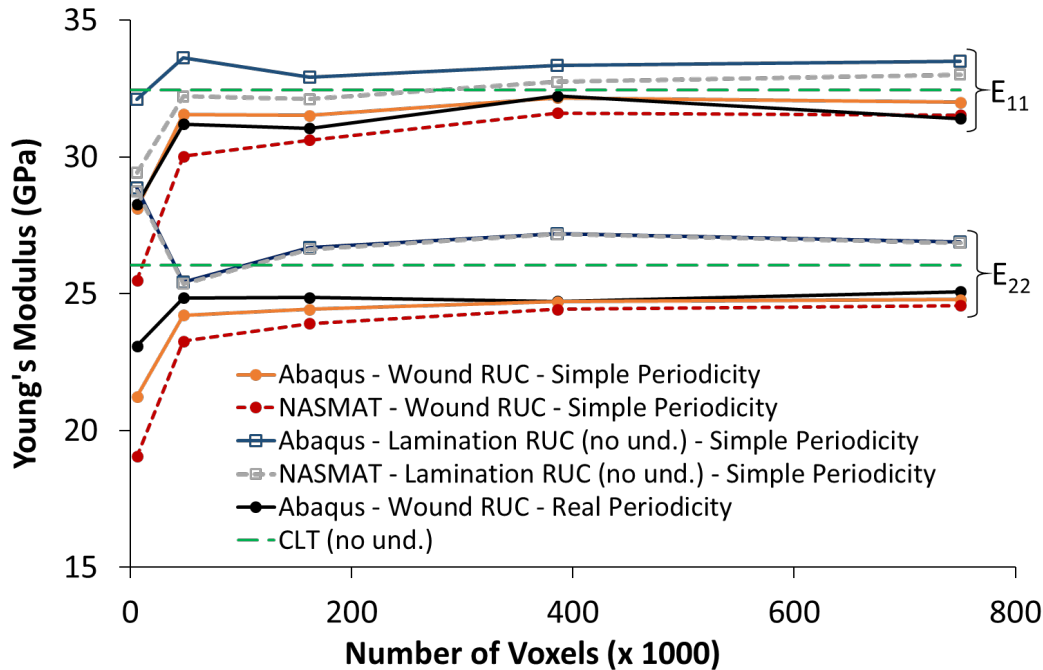 Young's Modulus (GPa)
35
30
25
20
15
E11
E22
Abaqus - Wound RUC - Simple Periodicity
NASMAT - Wound RUC - Simple Periodicity
Abaqus - Lamination RUC (no und.) - Simple Periodicity
NASMAT - Lamination RUC (no und.) - Simple Periodicity
Abaqus - Wound RUC - Real Periodicity
CLT (no und.)
0 200 400 600 800
Number of Voxels (x 1000)